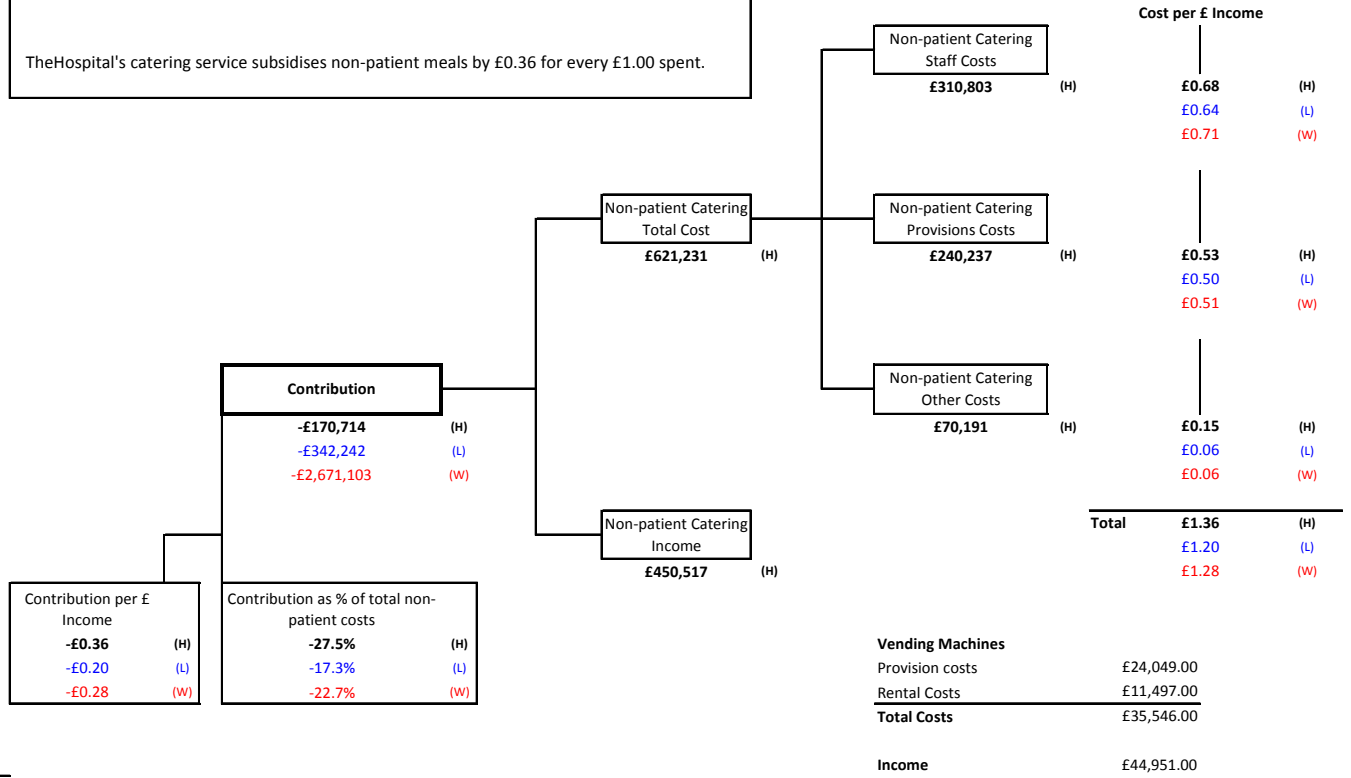 Cost per £ Income
TheHospital's catering service subsidises non-patient meals by £0.36 for every £1.00 spent.
Non-patient Catering
Staff Costs
£310,803 (H) £0.68 (H)
£0.64 (L)
£0.71 (W)
Non-patient Catering
Total Cost
£621,231 (H)
Non-patient Catering
Provisions Costs
£240,237 (H) £0.53 (H)
£0.50 (L)
£0.51 (W)
Contribution
-£170,714 (H)
-£342,242 (L)
-£2,671,103 (W)
Non-patient Catering
Other Costs
£70,191 (H) £0.15 (H)
£0.06 (L)
£0.06 (W)
Non-patient Catering
Income
£450,517 (H)
Total £1.36 (H)
£1.20 (L)
£1.28 (W)
Contribution per £
Income
-£0.36 (H)
-£0.20 (L)
-£0.28 (W)
Contribution as % of total non-
patient costs
-27.5% (H)
-17.3% (L)
-22.7% (W)
Vending Machines
Provision costs £24,049.00
Rental Costs £11,497.00
Total Costs £35,546.00
Income £44,951.00